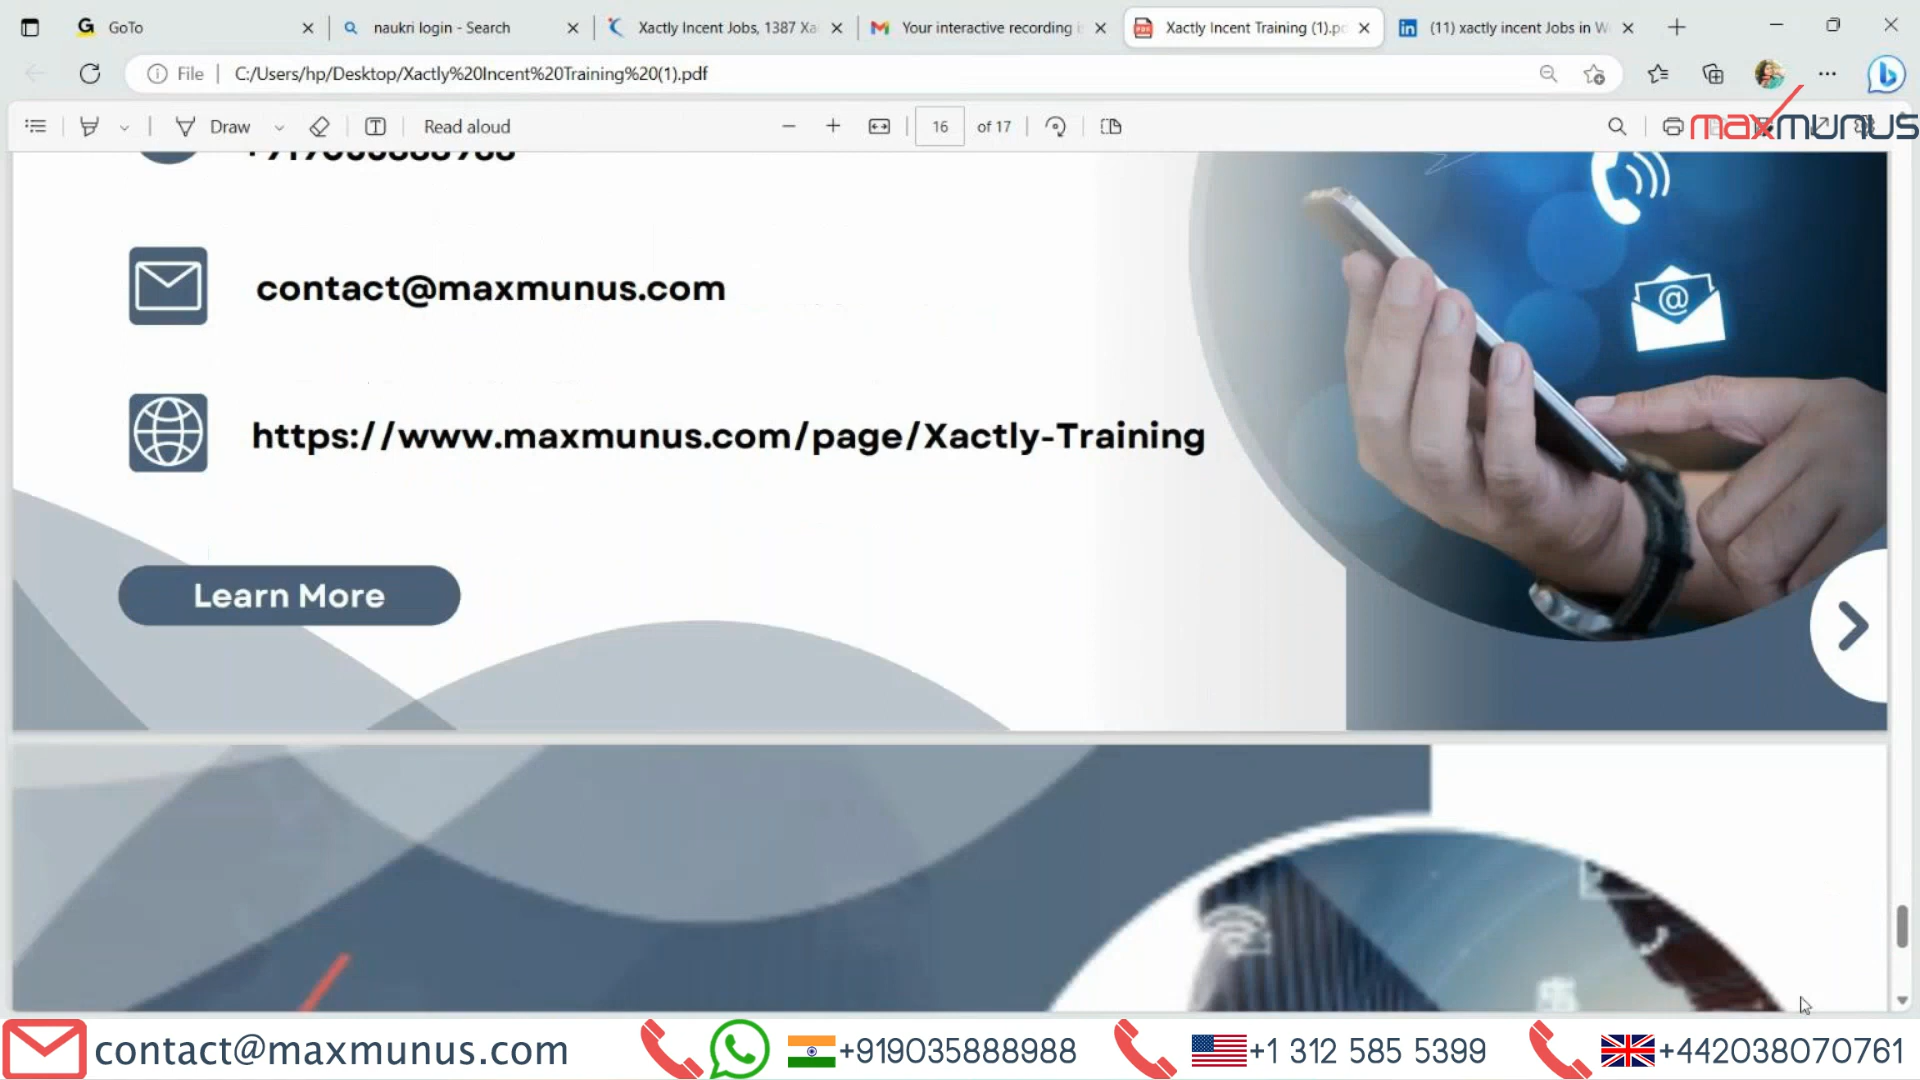 GoTo
naukri login - Search
Xactly Incent Jobs, 1387 Xa
Your interactive recording i
Xactly Incent Training (1).pd
(11) xactly incent Jobs in W
File
C:/Users/hp/Desktop/Xactly%20Incent%20Training%20(1).pdf
Draw
Read aloud
16
of 17
maxmunus
contact@maxmunus.com
https://www.maxmunus.com/page/Xactly-Training
Learn More
contact@maxmunus.com
+919035888988
+1 312 585 5399
+442038070761